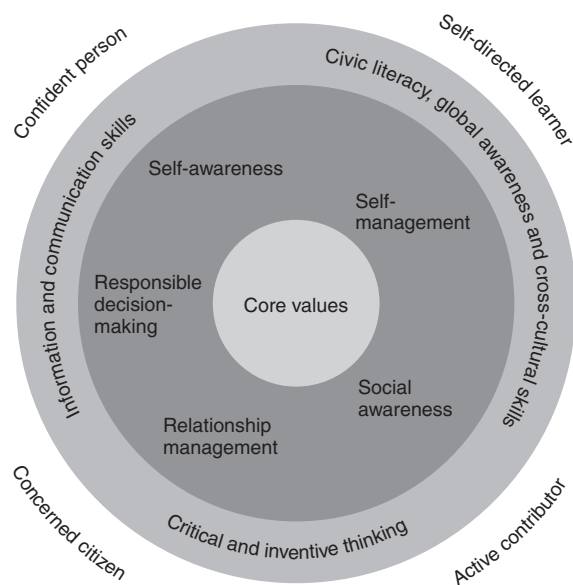 Confident person
Self-directed learner
Information and communication skills
Civic literacy, global awareness and cross-cultural skills
Self-awareness
Self-
management
Responsible
decision-
making
Core values
Social
awareness
Relationship
management
Critical and inventive thinking
Concerned citizen
Active contributor